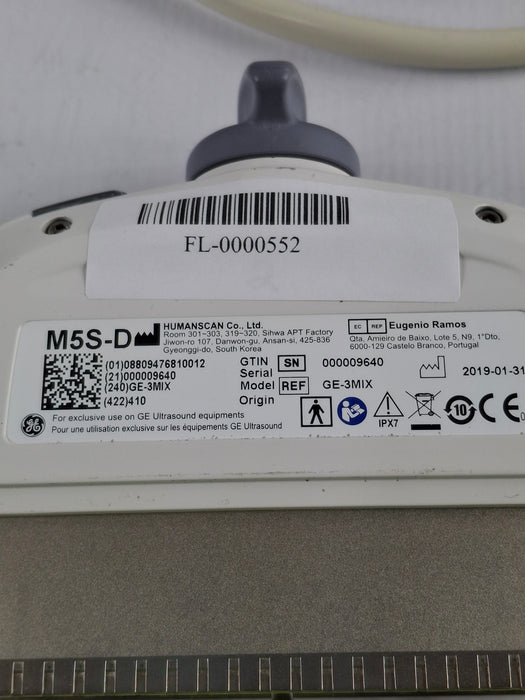 FL-0000552
M5S-D
HUMANSCAN Co., Ltd.
Room 301~303, 319~320, Sihwa APT Factory
Jiwon-ro 107, Danwon-gu, Ansan-si, 425-836
Gyeonggi-do, South Korea
EC REP Eugenio Ramos
Qta. Amieiro de Baixo, Lote 5, N9, 1"Dto,
6000-129 Castelo Branco, Portugal
(01)08809476810012
(21)000009640
(240)GE-3MIX
(422)410
GTIN
Serial SN 000009640
Model REF GE-3MIX
Origin
2019-01-31
For exclusive use on GE Ultrasound equipments
Pour une utilisation exclusive sur les équipements GE Ultrasound
GE
IPX7
10
CE